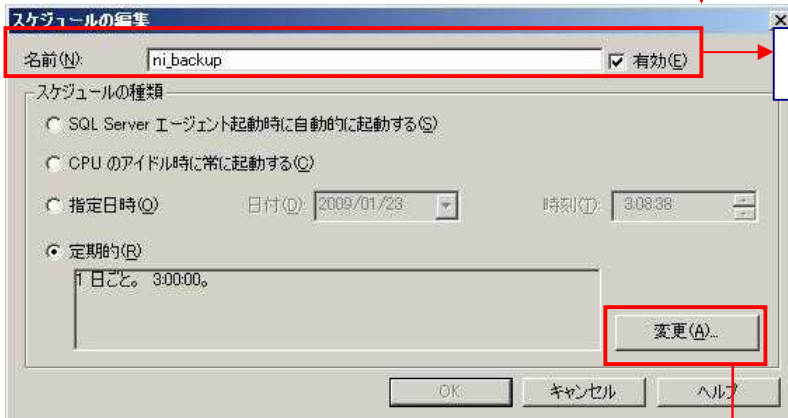 スケジュールの編集
名前(N): ni_backup 有効(E)
スケジュールの種類
SQL Server エージェント起動時に自動的に起動する(S)
CPU のアイドル時に常に起動する(C)
指定日時(O) 日付(D): 2009/01/23 時刻(T): 3:08:38
定期的(R)
1 日ごと。 3:00:00。
変更(A)...
OK キャンセル ヘルプ